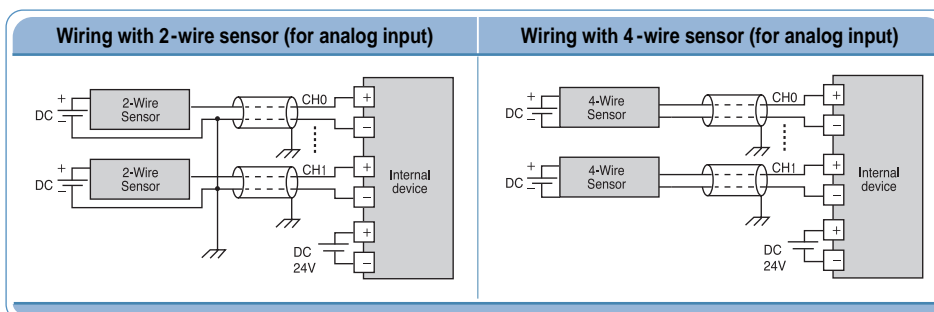 Wiring with 2-wire sensor (for analog input)
+
DC
−
2-Wire
Sensor
CH0
+
−
+
DC
−
2-Wire
Sensor
CH1
+
−
Internal
device
DC
24V
+
−
Wiring with 4-wire sensor (for analog input)
+
DC
−
4-Wire
Sensor
CH0
+
−
+
DC
−
4-Wire
Sensor
CH1
+
−
Internal
device
DC
24V
+
−